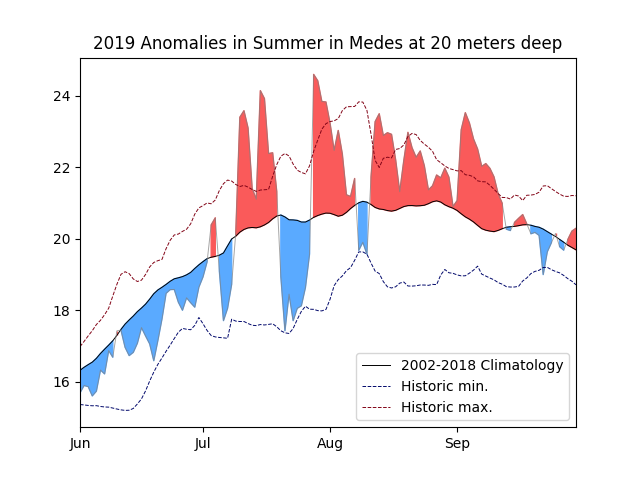 2019 Anomalies in Summer in Medes at 20 meters deep
24
22
20
18
16
Jun Jul Aug Sep
2002-2018 Climatology
Historic min.
Historic max.